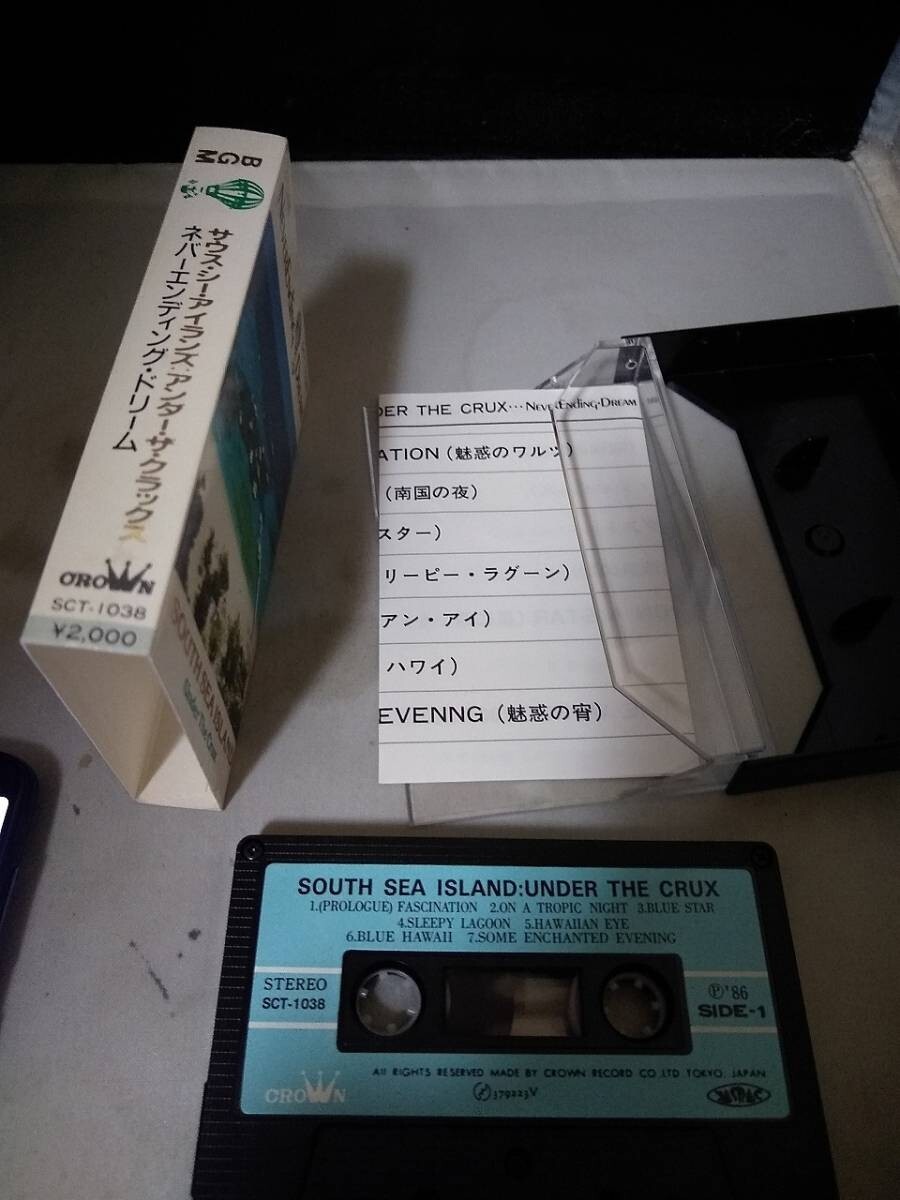 BGM
サウス・シー・アイランズ:アンダー・ザ・クラックス
ネバーエンディング・ドリーム
CROWN
SCT-1038
¥2,000
SOUTH SEA ISLAND
Under The Crux
DER THE CRUX… NEVER ENDING・DREAM
ATION (魅惑のワルツ)
(南国の夜)
スター)
リーピー・ラグーン)
アン・アイ)
ハワイ)
EVENNG (魅惑の宵)
SOUTH SEA ISLAND:UNDER THE CRUX
1.(PROLOGUE) FASCINATION 2.ON A TROPIC NIGHT 3.BLUE STAR
4.SLEEPY LAGOON 5.HAWAIIAN EYE
6.BLUE HAWAII 7.SOME ENCHANTED EVENING
STEREO
SCT-1038
Ⓟ'86
SIDE-1
All RIGHTS RESERVED MADE BY CROWN RECORD CO.,LTD TOKYO, JAPAN
CROWN
379223V
JASRAC